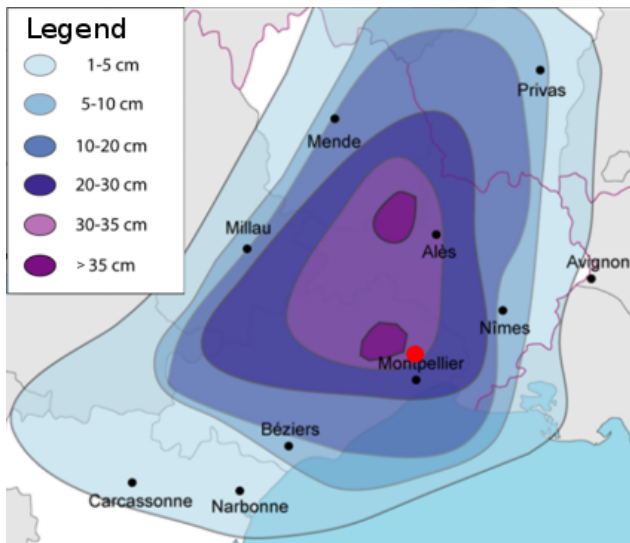 Legend
1-5 cm
5-10 cm
10-20 cm
20-30 cm
30-35 cm
> 35 cm
Privas
Mende
Millau
Alès
Avignon
Nîmes
Montpellier
Béziers
Carcassonne
Narbonne